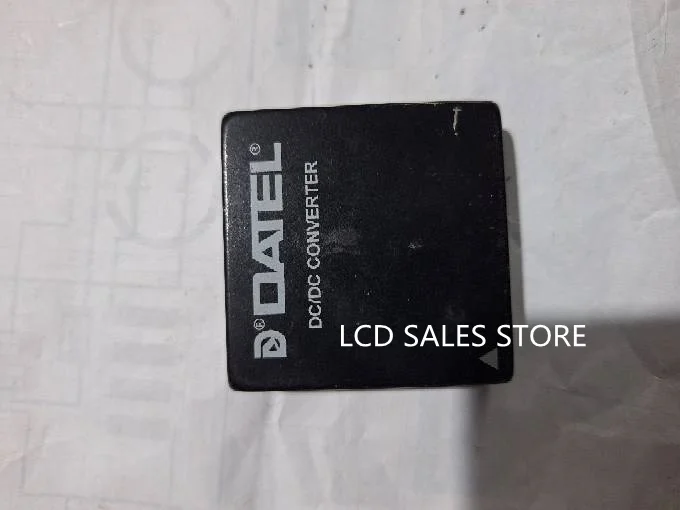 DATEL®
DC/DC CONVERTER
LCD SALES STORE